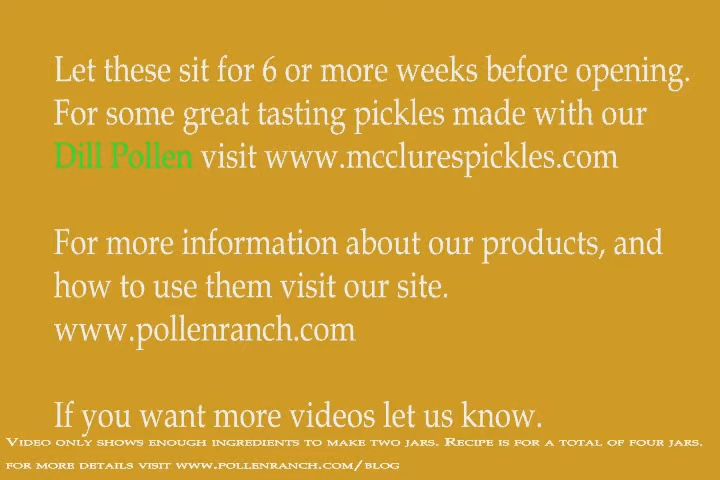 Let these sit for 6 or more weeks before opening.
For some great tasting pickles made with our
Dill Pollen visit www.mcclurespickles.com
For more information about our products, and
how to use them visit our site.
www.pollenranch.com
If you want more videos let us know.
Video only shows enough ingredients to make two jars. Recipe is for a total of four jars.
for more details visit www.pollenranch.com/blog